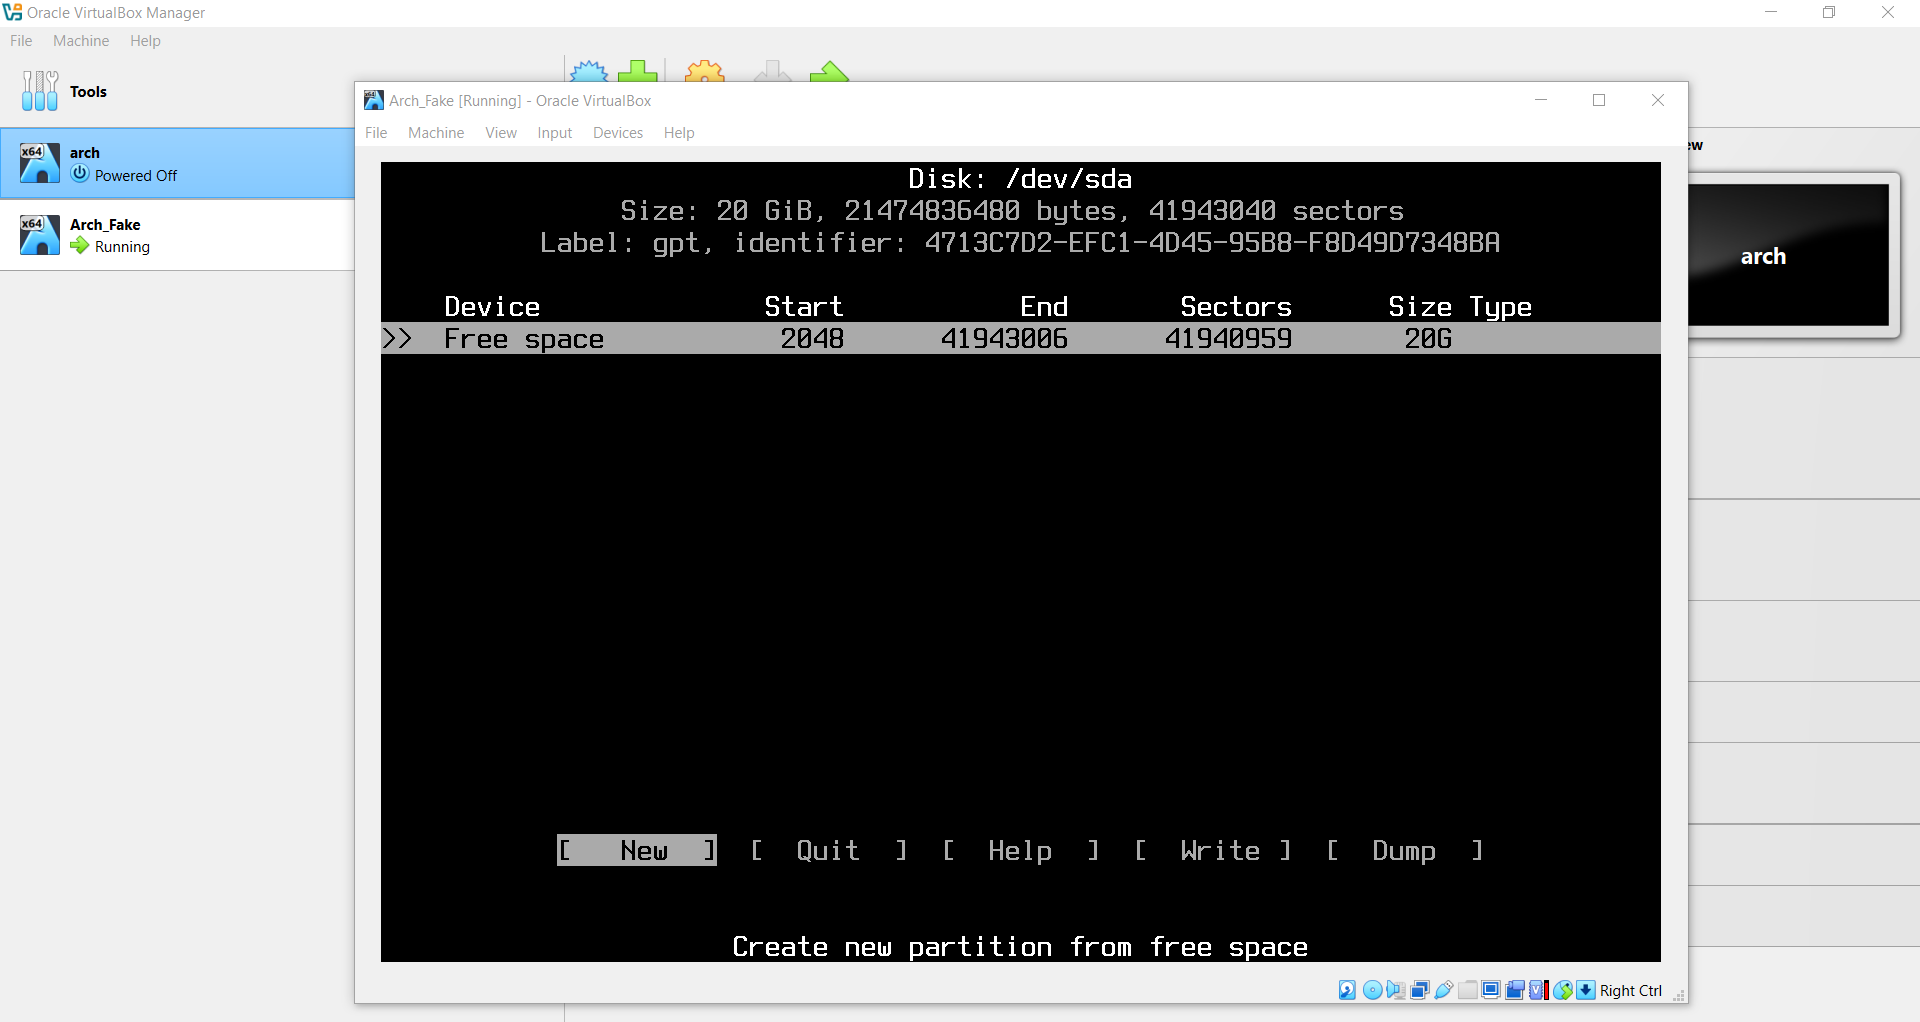 Oracle VirtualBox Manager
File Machine Help
Tools
x64 arch
Powered Off
x64 Arch_Fake
Running
Arch_Fake [Running] - Oracle VirtualBox
File Machine View Input Devices Help
Disk: /dev/sda
Size: 20 GiB, 21474836480 bytes, 41943040 sectors
Label: gpt, identifier: 4713C7D2-EFC1-4D45-95B8-F8D49D7348BA
Device Start End Sectors Size Type
>> Free space 2048 41943006 41940959 20G
[ New ] [ Quit ] [ Help ] [ Write ] [ Dump ]
Create new partition from free space
Right Ctrl
ew
arch